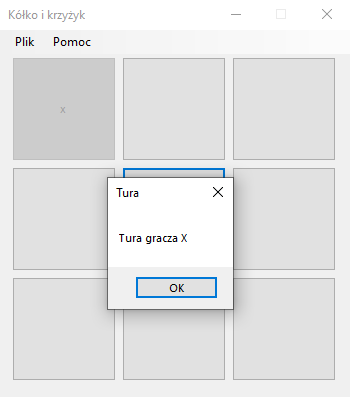 Kółko i krzyżyk
Plik Pomoc
x
Tura
Tura gracza X
OK